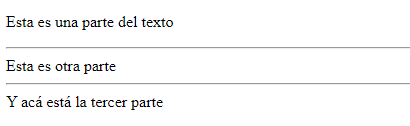 Esta es una parte del texto
Esta es otra parte
Y acá está la tercer parte